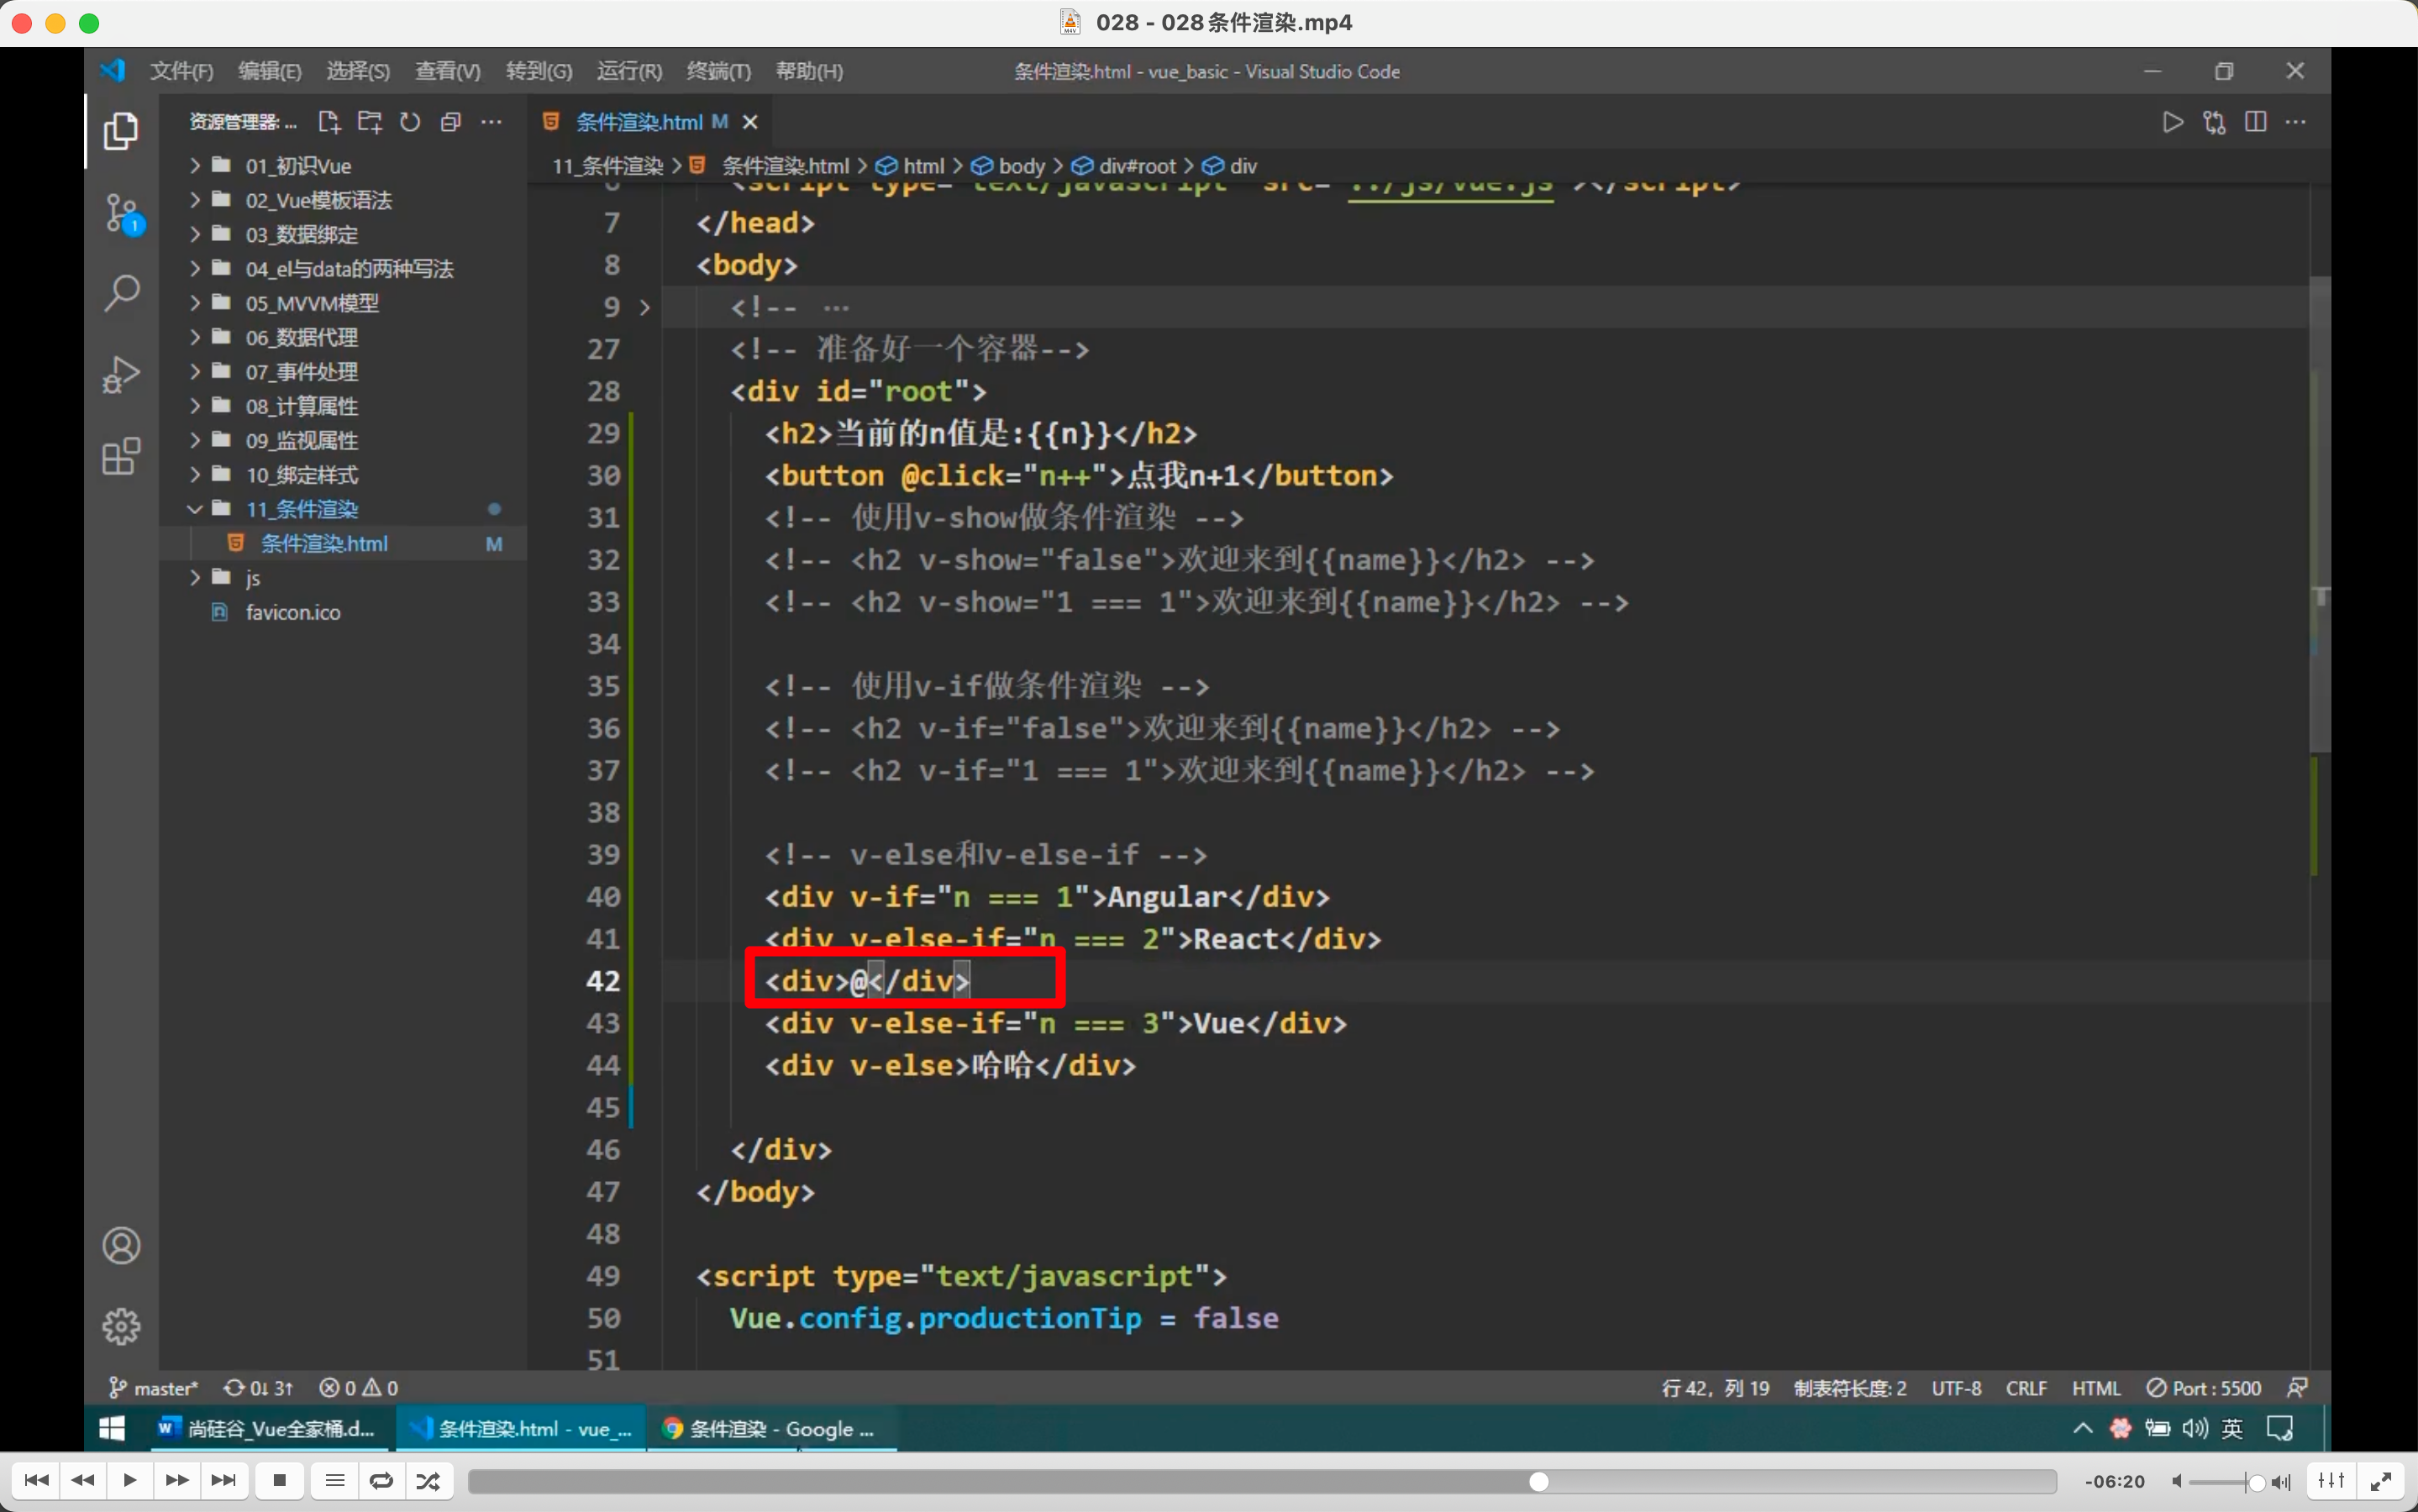 028 - 028条件渲染.mp4
文件(F) 编辑(E) 选择(S) 查看(V) 转到(G) 运行(R) 终端(T) 帮助(H)
条件渲染.html - vue_basic - Visual Studio Code
资源管理器: ...
条件渲染.html M
11_条件渲染 > 条件渲染.html > html > body > div#root > div
1
01_初识Vue
02_Vue模板语法
03_数据绑定
04_el与data的两种写法
05_MVVM模型
06_数据代理
07_事件处理
08_计算属性
09_监视属性
10_绑定样式
11_条件渲染
条件渲染.html M
js
favicon.ico
6 <script type="text/javascript" src="../js/vue.js"></script>
7 </head>
8 <body>
9 <!-- ...
27 <!-- 准备好一个容器-->
28 <div id="root">
29 <h2>当前的n值是:{{n}}</h2>
30 <button @click="n++">点我n+1</button>
31 <!-- 使用v-show做条件渲染 -->
32 <!-- <h2 v-show="false">欢迎来到{{name}}</h2> -->
33 <!-- <h2 v-show="1 === 1">欢迎来到{{name}}</h2> -->
34
35 <!-- 使用v-if做条件渲染 -->
36 <!-- <h2 v-if="false">欢迎来到{{name}}</h2> -->
37 <!-- <h2 v-if="1 === 1">欢迎来到{{name}}</h2> -->
38
39 <!-- v-else和v-else-if -->
40 <div v-if="n === 1">Angular</div>
41 <div v-else-if="n === 2">React</div>
42 <div>@</div>
43 <div v-else-if="n === 3">Vue</div>
44 <div v-else>哈哈</div>
45
46 </div>
47 </body>
48
49 <script type="text/javascript">
50 Vue.config.productionTip = false
51
master* 0↓ 3↑ 0 0
行 42，列 19 制表符长度: 2 UTF-8 CRLF HTML Port : 5500
尚硅谷_Vue全家桶.d... 条件渲染.html - vue_... 条件渲染 - Google ... 英
-06:20